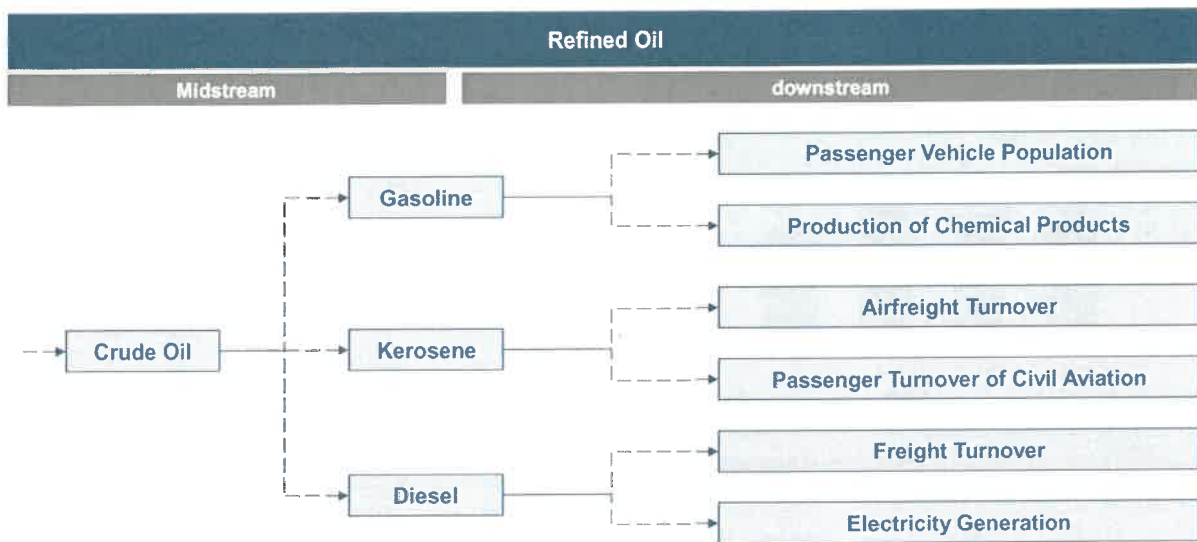 Refined Oil
Midstream
downstream
Passenger Vehicle Population
Gasoline
Production of Chemical Products
Airfreight Turnover
Crude Oil
Kerosene
Passenger Turnover of Civil Aviation
Freight Turnover
Diesel
Electricity Generation